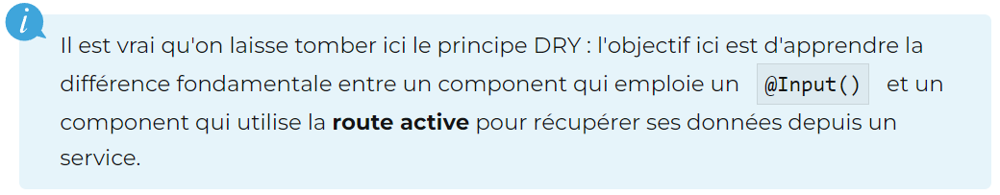 i
Il est vrai qu'on laisse tomber ici le principe DRY : l'objectif ici est d'apprendre la
différence fondamentale entre un component qui emploie un @Input() et un
component qui utilise la route active pour récupérer ses données depuis un
service.